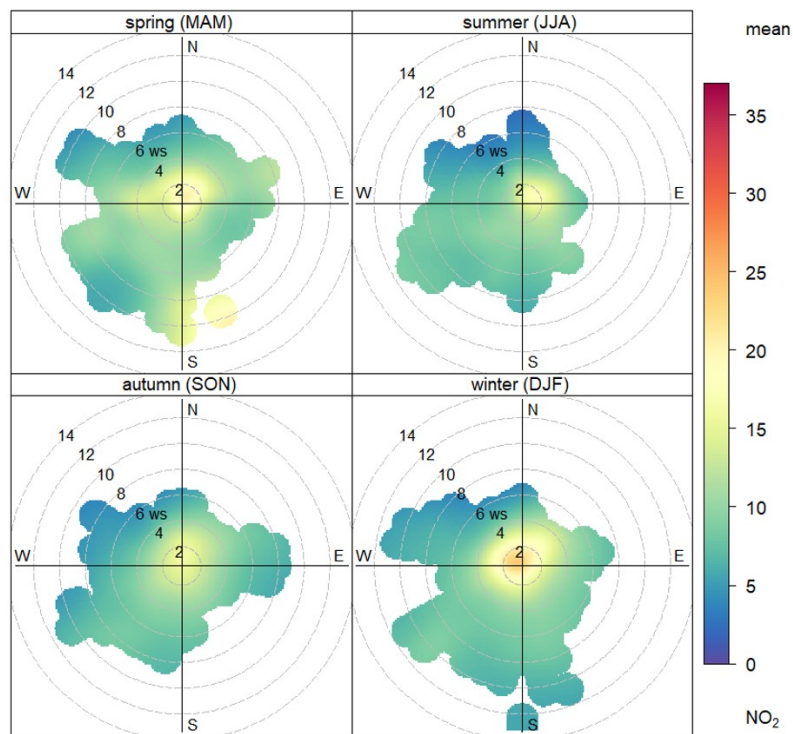 spring (MAM)
summer (JJA)
mean
N
14
12
10
8
6 ws
4
2
W
E
S
N
14
12
10
8
6 ws
4
2
W
E
S
autumn (SON)
winter (DJF)
N
14
12
10
8
6 ws
4
2
W
E
S
N
14
12
10
8
6 ws
4
2
W
E
S
35
30
25
20
15
10
5
0
NO₂